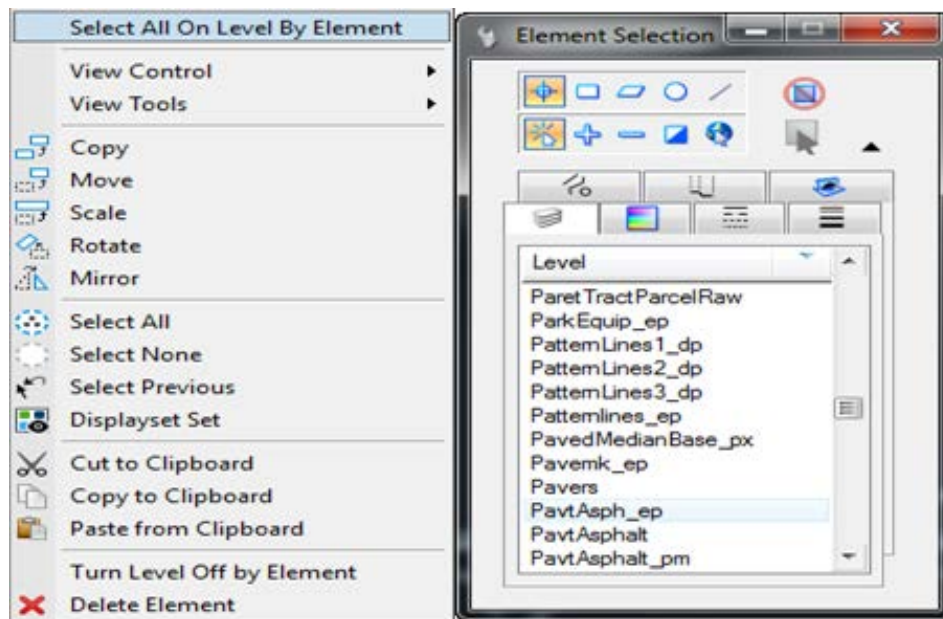 Select All On Level By Element
View Control
View Tools
Copy
Move
Scale
Rotate
Mirror
Select All
Select None
Select Previous
Displayset Set
Cut to Clipboard
Copy to Clipboard
Paste from Clipboard
Turn Level Off by Element
Delete Element
Element Selection
Level
ParetTractParcelRaw
ParkEquip_ep
PatternLines1_dp
PatternLines2_dp
PatternLines3_dp
Patternlines_ep
PavedMedianBase_px
Pavemk_ep
Pavers
PavtAsph_ep
PavtAsphalt
PavtAsphalt_pm